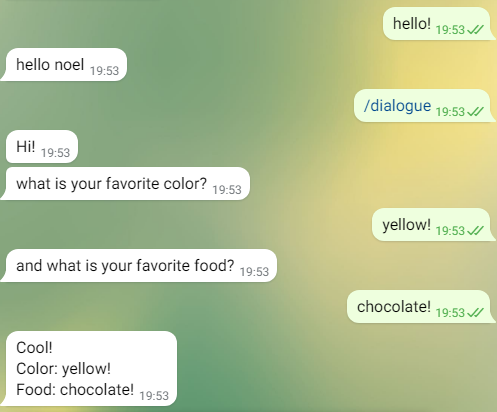 hello! 19:53
hello noel 19:53
/dialogue 19:53
Hi! 19:53
what is your favorite color? 19:53
yellow! 19:53
and what is your favorite food? 19:53
chocolate! 19:53
Cool!
Color: yellow!
Food: chocolate! 19:53